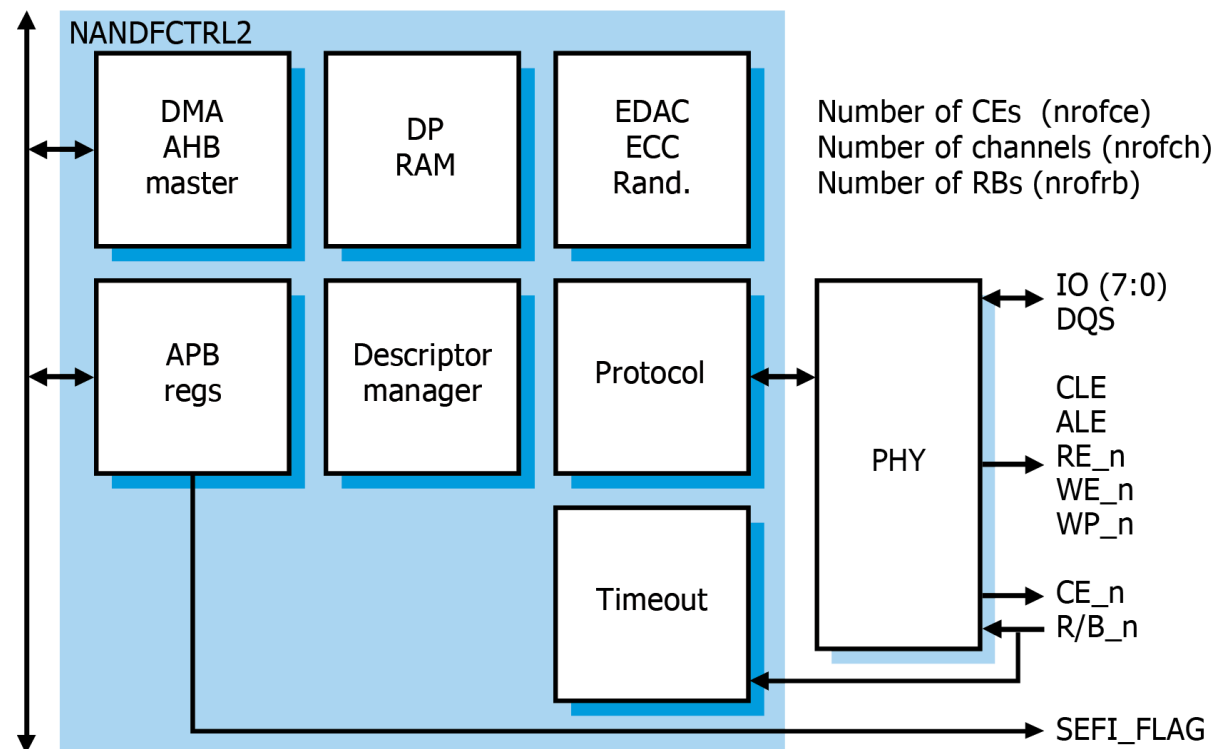 NANDFCTRL2
DMA
AHB
master
DP
RAM
EDAC
ECC
Rand.
Number of CEs (nrofce)
Number of channels (nrofch)
Number of RBs (nrofrb)
APB
regs
Descriptor
manager
Protocol
PHY
IO (7:0)
DQS
CLE
ALE
RE_n
WE_n
WP_n
Timeout
CE_n
R/B_n
SEFI_FLAG